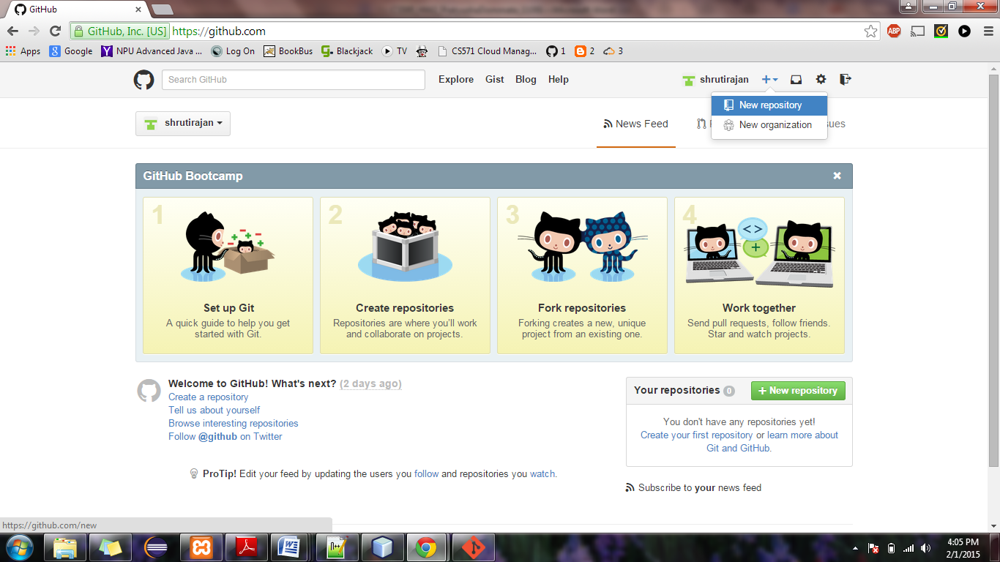 GitHub
GitHub, Inc. [US] https://github.com
ABP
Apps Google NPU Advanced Java ... Log On BookBus Blackjack TV CS571 Cloud Manag... 1 2 3
Search GitHub Explore Gist Blog Help shrutirajan
New repository
New organization
shrutirajan News Feed sues
GitHub Bootcamp
1 2 3 4
Set up Git
A quick guide to help you get
started with Git.
Create repositories
Repositories are where you'll work
and collaborate on projects.
Fork repositories
Forking creates a new, unique
project from an existing one.
Work together
Send pull requests, follow friends.
Star and watch projects.
Welcome to GitHub! What's next? (2 days ago)
Create a repository
Tell us about yourself
Browse interesting repositories
Follow @github on Twitter
ProTip! Edit your feed by updating the users you follow and repositories you watch.
Your repositories 0 New repository
You don't have any repositories yet!
Create your first repository or learn more about
Git and GitHub.
Subscribe to your news feed
https://github.com/new
4:05 PM
2/1/2015